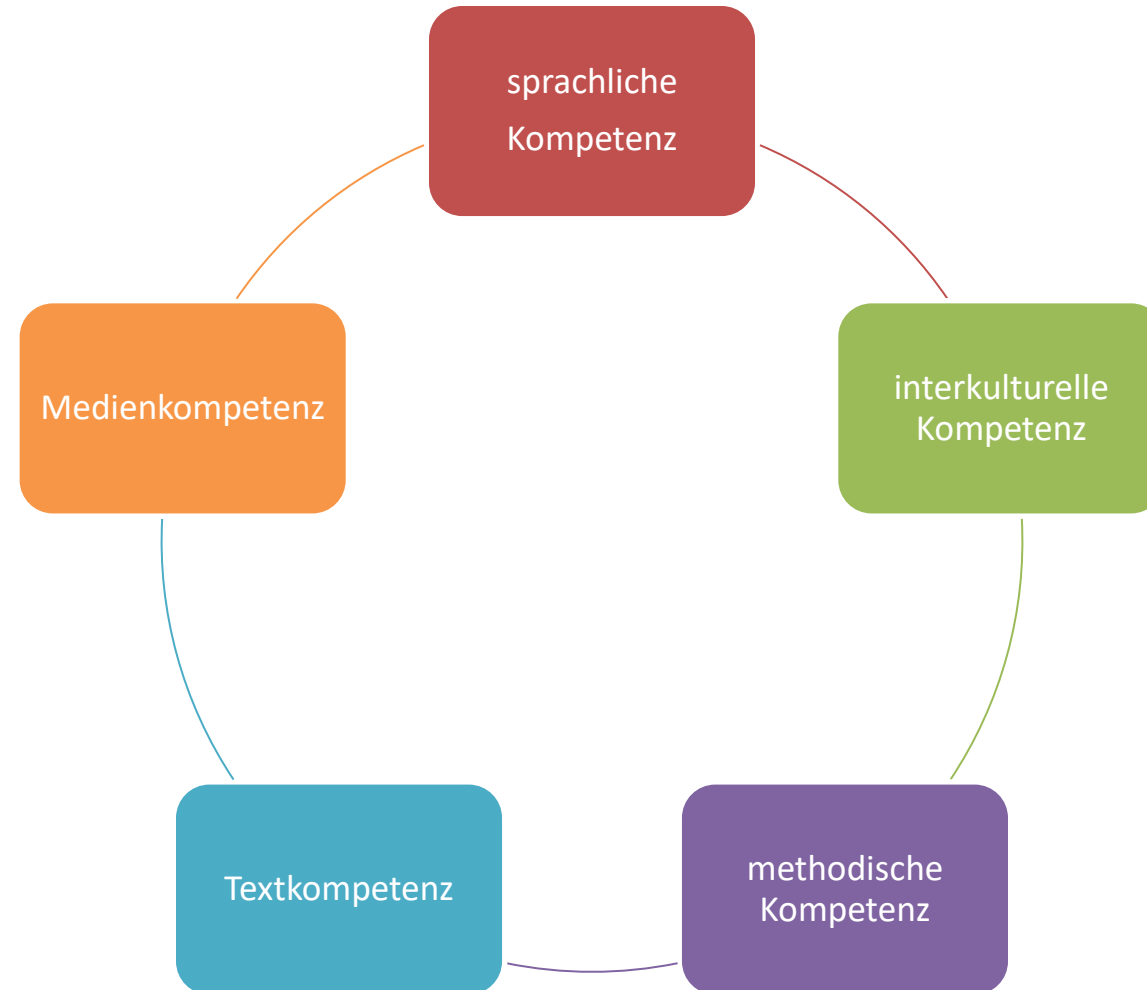 sprachliche
Kompetenz
interkulturelle
Kompetenz
methodische
Kompetenz
Textkompetenz
Medienkompetenz